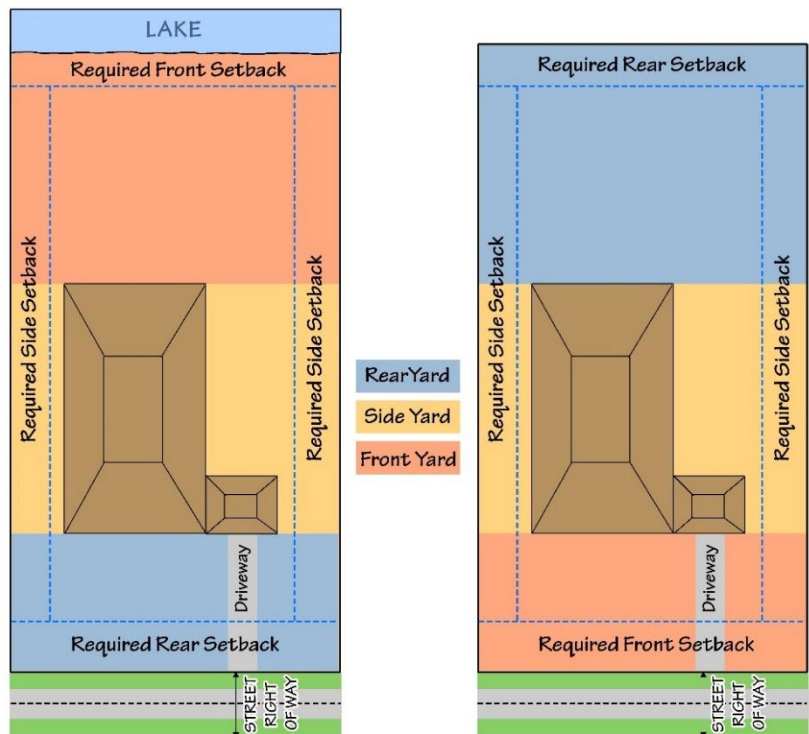 LAKE
Required Front Setback
Required Side Setback
Required Side Setback
Driveway
Required Rear Setback
STREET
RIGHT
OF WAY
Rear Yard
Side Yard
Front Yard
Required Rear Setback
Required Side Setback
Required Side Setback
Driveway
Required Front Setback
STREET
RIGHT
OF WAY